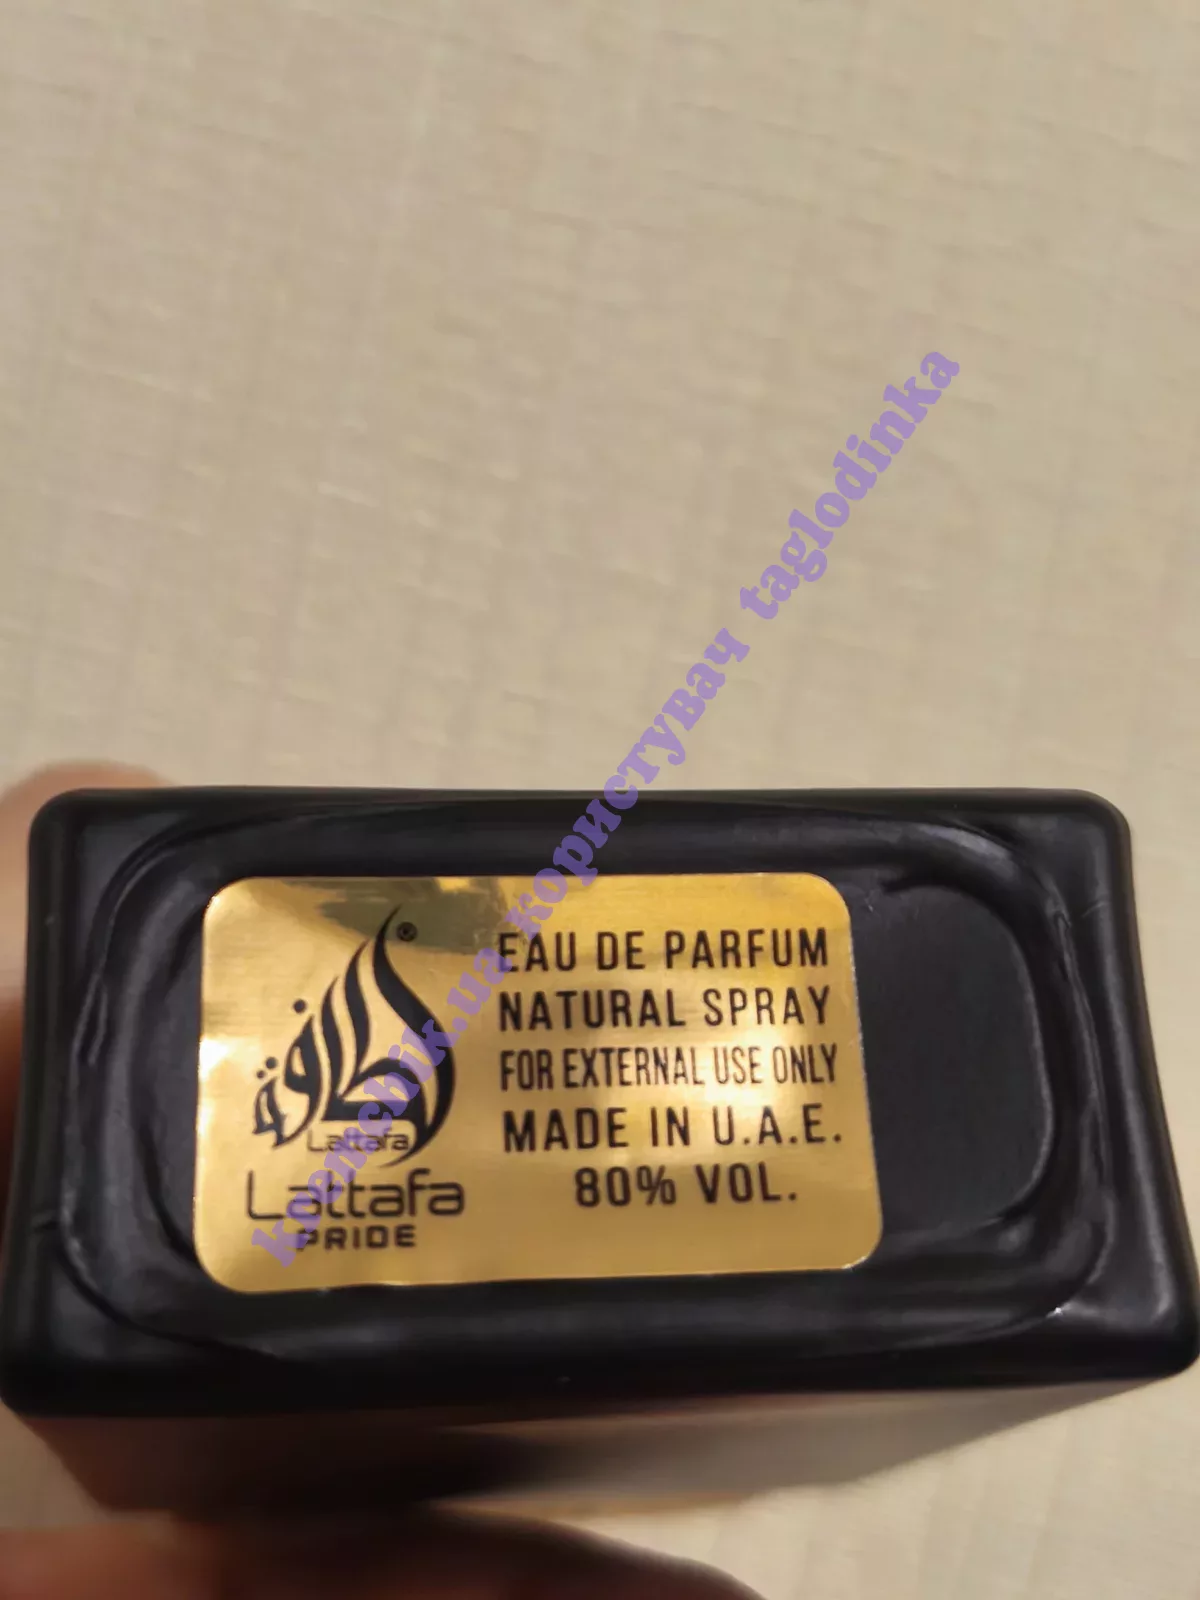 لطافة
®
Lattafa
Lattafa
PRIDE
EAU DE PARFUM
NATURAL SPRAY
FOR EXTERNAL USE ONLY
MADE IN U.A.E.
80% VOL.
kremchik.ua користувач taglodinka